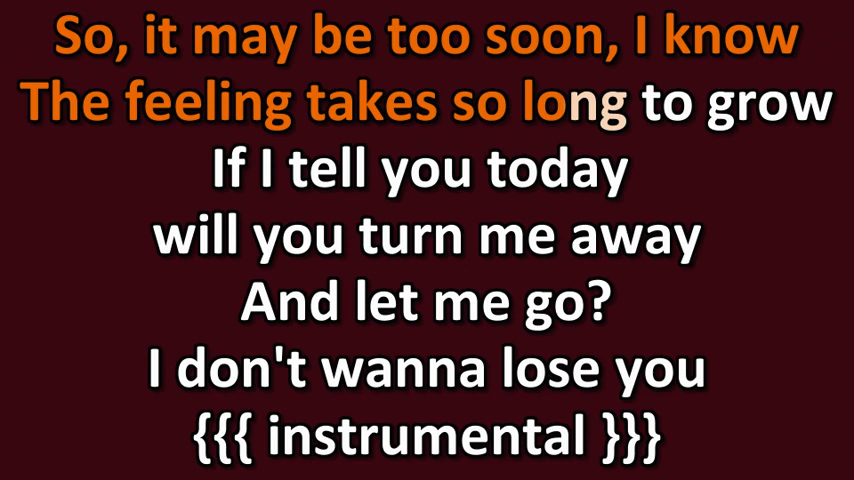 So, it may be too soon, I know
The feeling takes so long to grow
If I tell you today
will you turn me away
And let me go?
I don't wanna lose you
{{{ instrumental }}}